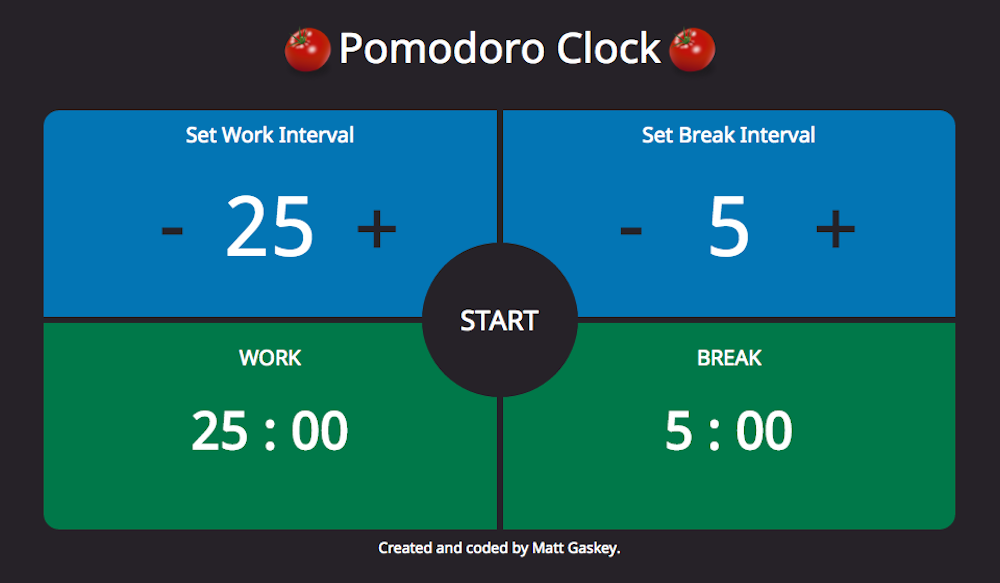 Pomodoro Clock
Set Work Interval
- 25 +
Set Break Interval
- 5 +
START
WORK
25 : 00
BREAK
5 : 00
Created and coded by Matt Gaskey.